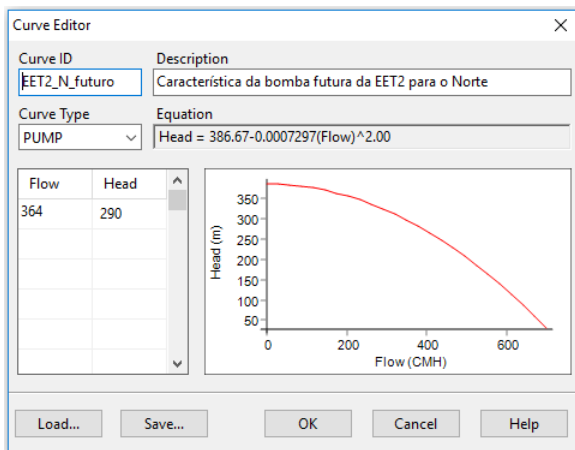 Curve Editor
Curve ID
Description
EET2_N_futuro
Característica da bomba futura da EET2 para o Norte
Curve Type
Equation
PUMP
Head = 386.67-0.0007297(Flow)^2.00
Flow Head
364 290
Head (m)
350
300
250
200
150
100
50
0 200 400 600
Flow (CMH)
Load... Save... OK Cancel Help